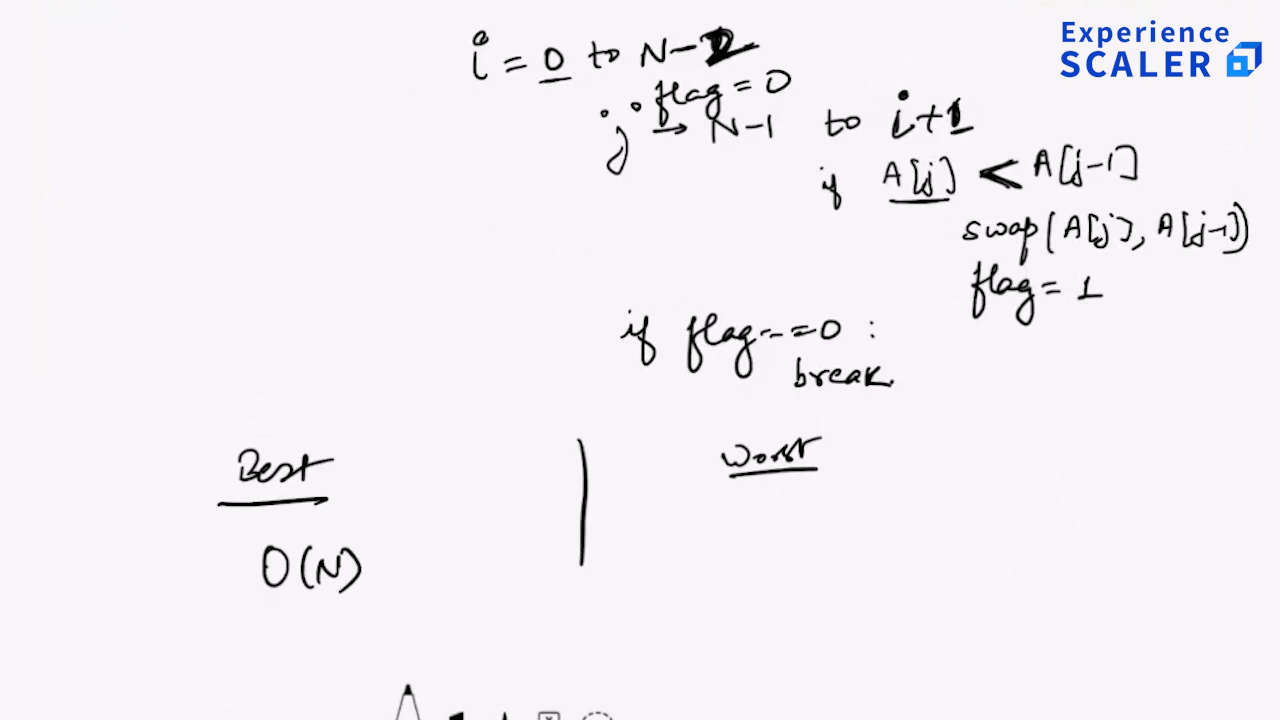 Experience
SCALER
i = 0 to N-2
flag = 0
j → N-1 to i+1
if A[j] < A[j-1]
swap(A[j], A[j-1])
flag = 1
if flag == 0 :
break.
Best
Worst
O(N)